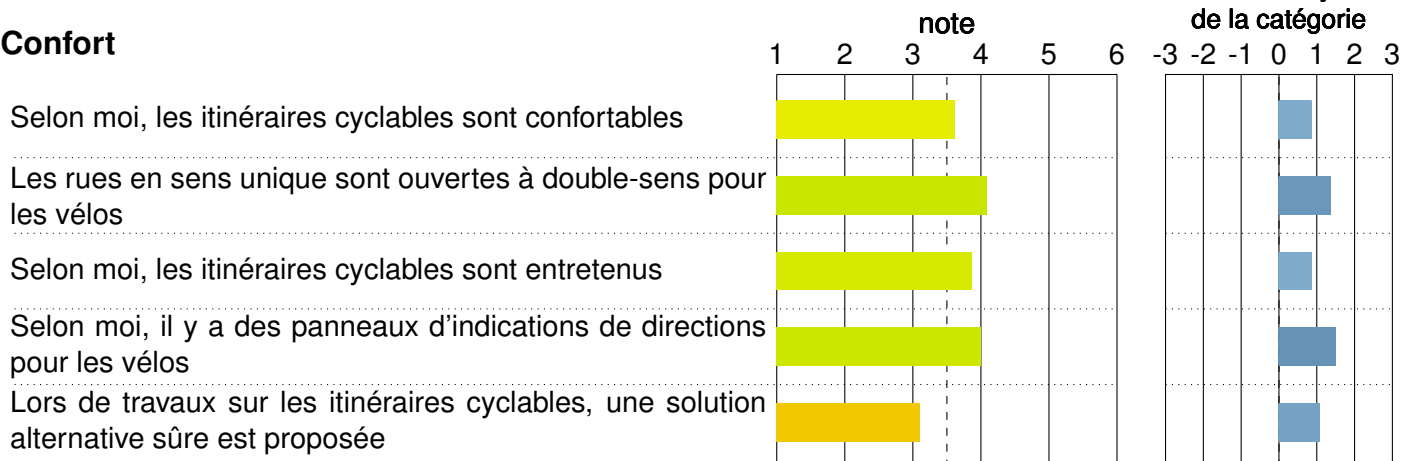 note
de la catégorie
Confort
1 2 3 4 5 6 -3 -2 -1 0 1 2 3
Selon moi, les itinéraires cyclables sont confortables
Les rues en sens unique sont ouvertes à double-sens pour
les vélos
Selon moi, les itinéraires cyclables sont entretenus
Selon moi, il y a des panneaux d'indications de directions
pour les vélos
Lors de travaux sur les itinéraires cyclables, une solution
alternative sûre est proposée